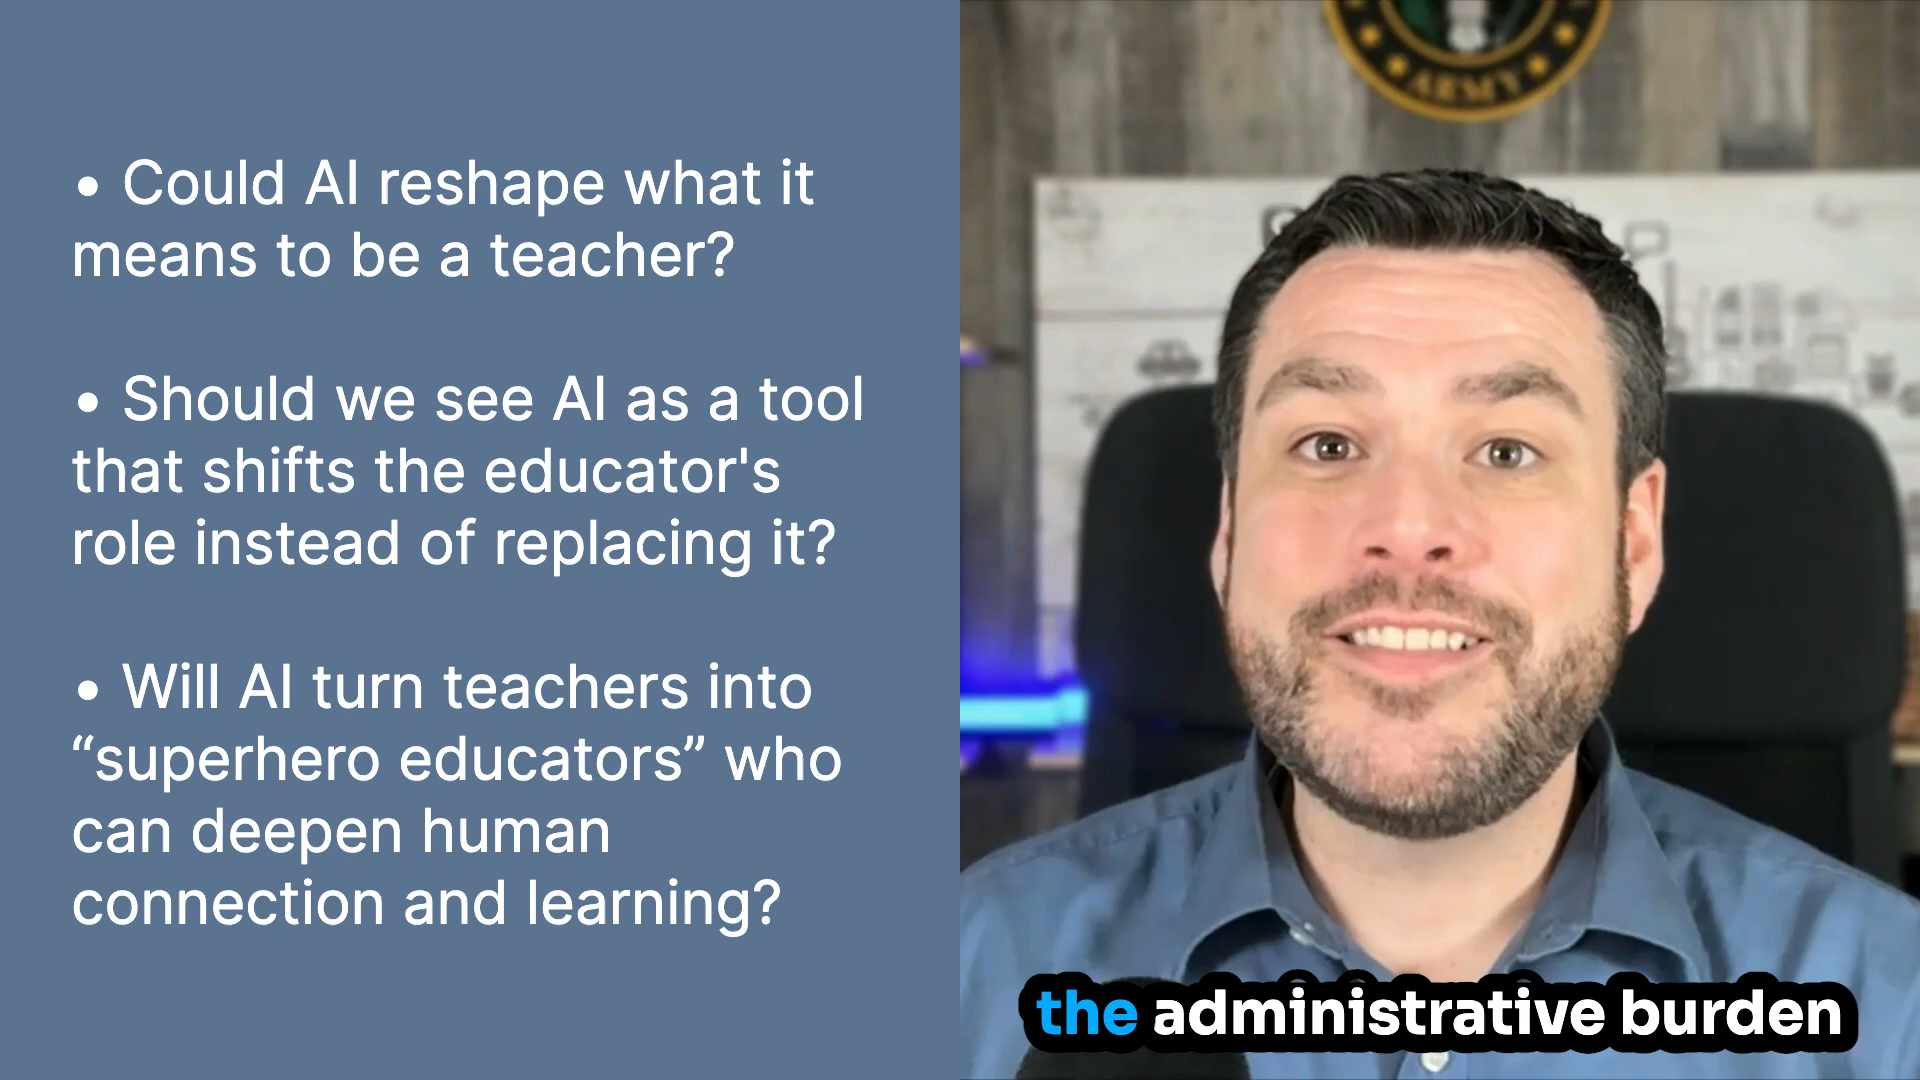 • Could AI reshape what it
means to be a teacher?
• Should we see AI as a tool
that shifts the educator's
role instead of replacing it?
• Will AI turn teachers into
“superhero educators” who
can deepen human
connection and learning?
ARMY
the administrative burden